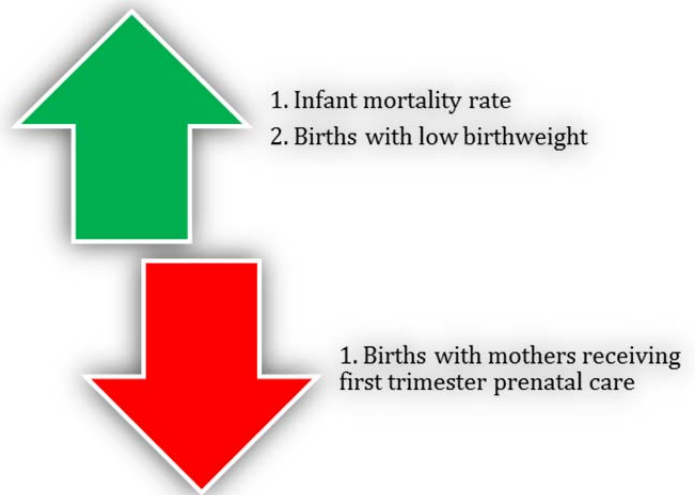 1. Infant mortality rate
2. Births with low birthweight
1. Births with mothers receiving
first trimester prenatal care